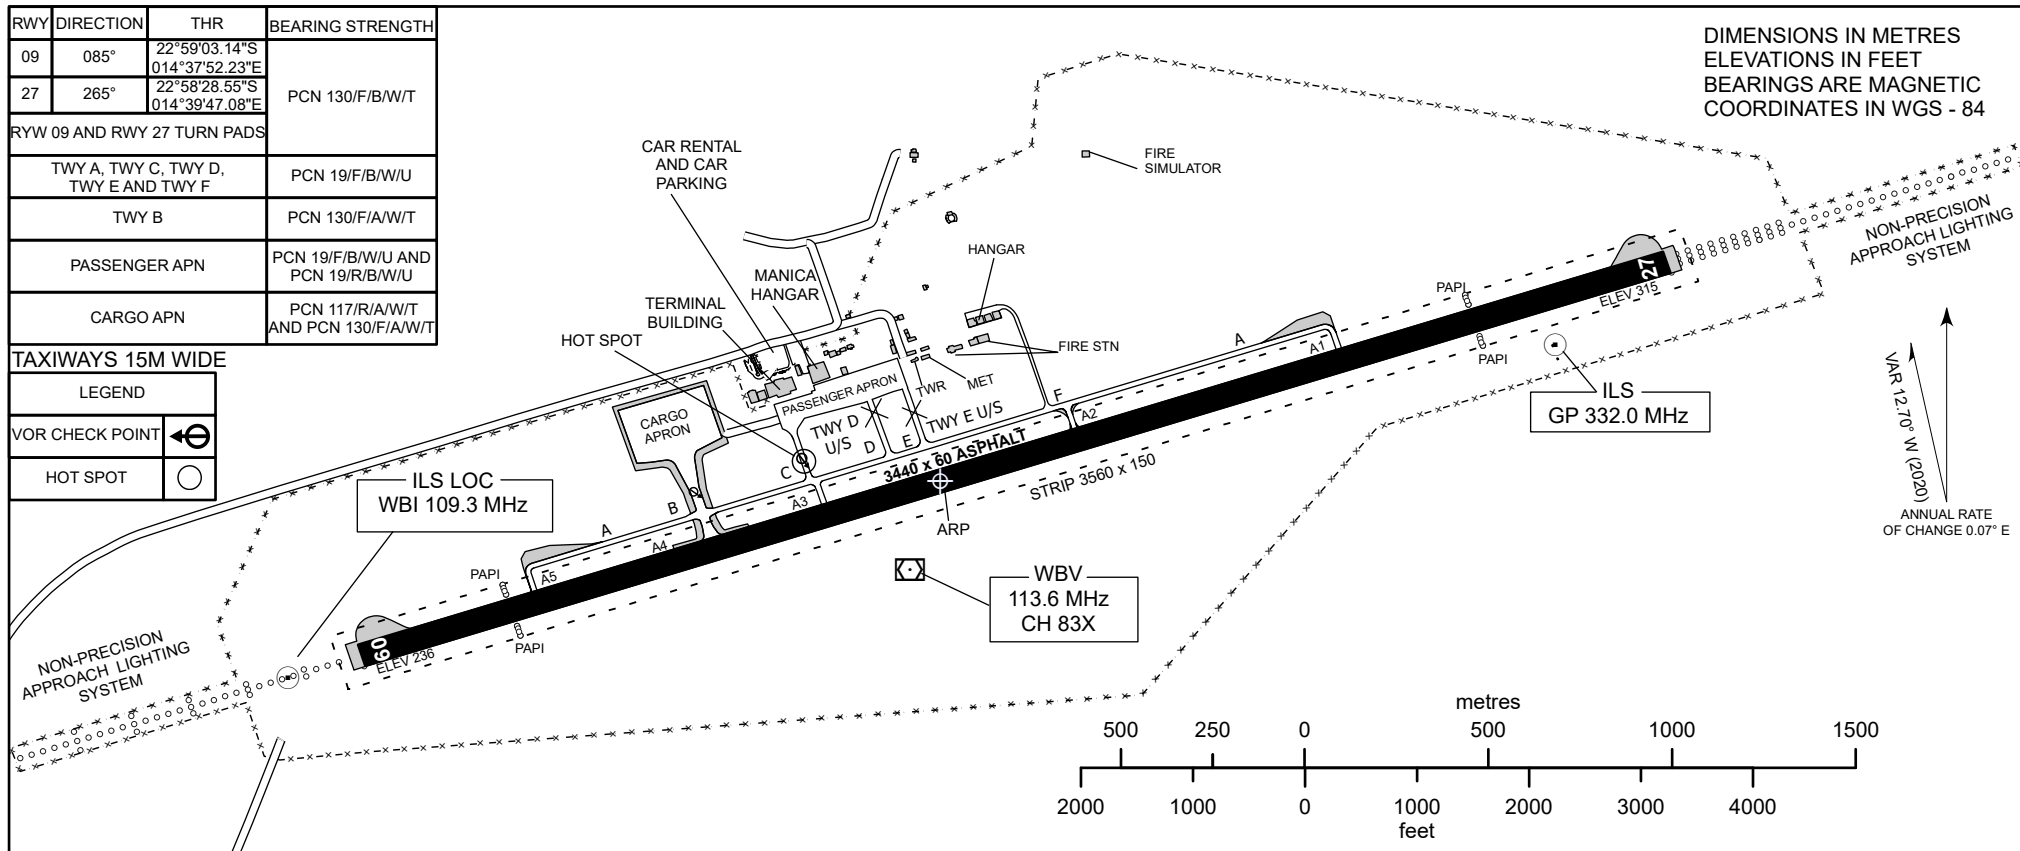 RWY DIRECTION THR BEARING STRENGTH
09 085° 22°59'03.14"S
014°37'52.23"E
27 265° 22°58'28.55"S
014°39'47.08"E
PCN 130/F/B/W/T
RYW 09 AND RWY 27 TURN PADS
TWY A, TWY C, TWY D,
TWY E AND TWY F
PCN 19/F/B/W/U
TWY B PCN 130/F/A/W/T
PASSENGER APN
PCN 19/F/B/W/U AND
PCN 19/R/B/W/U
CARGO APN
PCN 117/R/A/W/T
AND PCN 130/F/A/W/T
TAXIWAYS 15M WIDE
LEGEND
VOR CHECK POINT
HOT SPOT
DIMENSIONS IN METRES
ELEVATIONS IN FEET
BEARINGS ARE MAGNETIC
COORDINATES IN WGS - 84
CAR RENTAL
AND CAR
PARKING
FIRE
SIMULATOR
HANGAR
MANICA
HANGAR
TERMINAL
BUILDING
HOT SPOT
FIRE STN
MET
TWR
PASSENGER APRON
CARGO
APRON
TWY D
U/S
TWY E U/S
D
E
F
C
B
A
A
A1
A2
A3
A4
A5
3440 x 60 ASPHALT
STRIP 3560 x 150
ARP
PAPI
PAPI
PAPI
PAPI
27
ELEV 315
09
ELEV 236
NON-PRECISION
APPROACH LIGHTING
SYSTEM
NON-PRECISION
APPROACH LIGHTING
SYSTEM
ILS LOC
WBI 109.3 MHz
ILS
GP 332.0 MHz
WBV
113.6 MHz
CH 83X
VAR 12.70° W (2020)
ANNUAL RATE
OF CHANGE 0.07° E
metres
500 250 0 500 1000 1500
2000 1000 0 1000 2000 3000 4000
feet